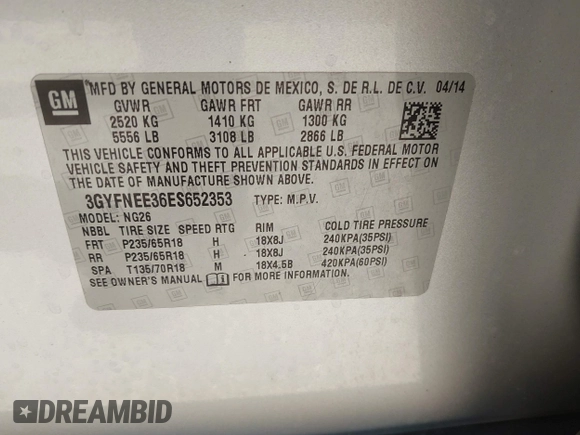 GM
MFD BY GENERAL MOTORS DE MEXICO, S. DE R.L. DE C.V. 04/14
GVWR GAWR FRT GAWR RR
2520 KG 1410 KG 1300 KG
5556 LB 3108 LB 2866 LB
THIS VEHICLE CONFORMS TO ALL APPLICABLE U.S. FEDERAL MOTOR
VEHICLE SAFETY AND THEFT PREVENTION STANDARDS IN EFFECT ON
THE DATE OF MANUFACTURE SHOWN ABOVE.
3GYFNEE36ES652353 TYPE: M.P.V.
MODEL: NG26
NBBL TIRE SIZE SPEED RTG RIM COLD TIRE PRESSURE
FRT P235/65R18 H 18X8J 240KPA(35PSI)
RR P235/65R18 H 18X8J 240KPA(35PSI)
SPA T135/70R18 M 18X4.5B 420KPA(60PSI)
SEE OWNER'S MANUAL FOR MORE INFORMATION.
DREAMBID